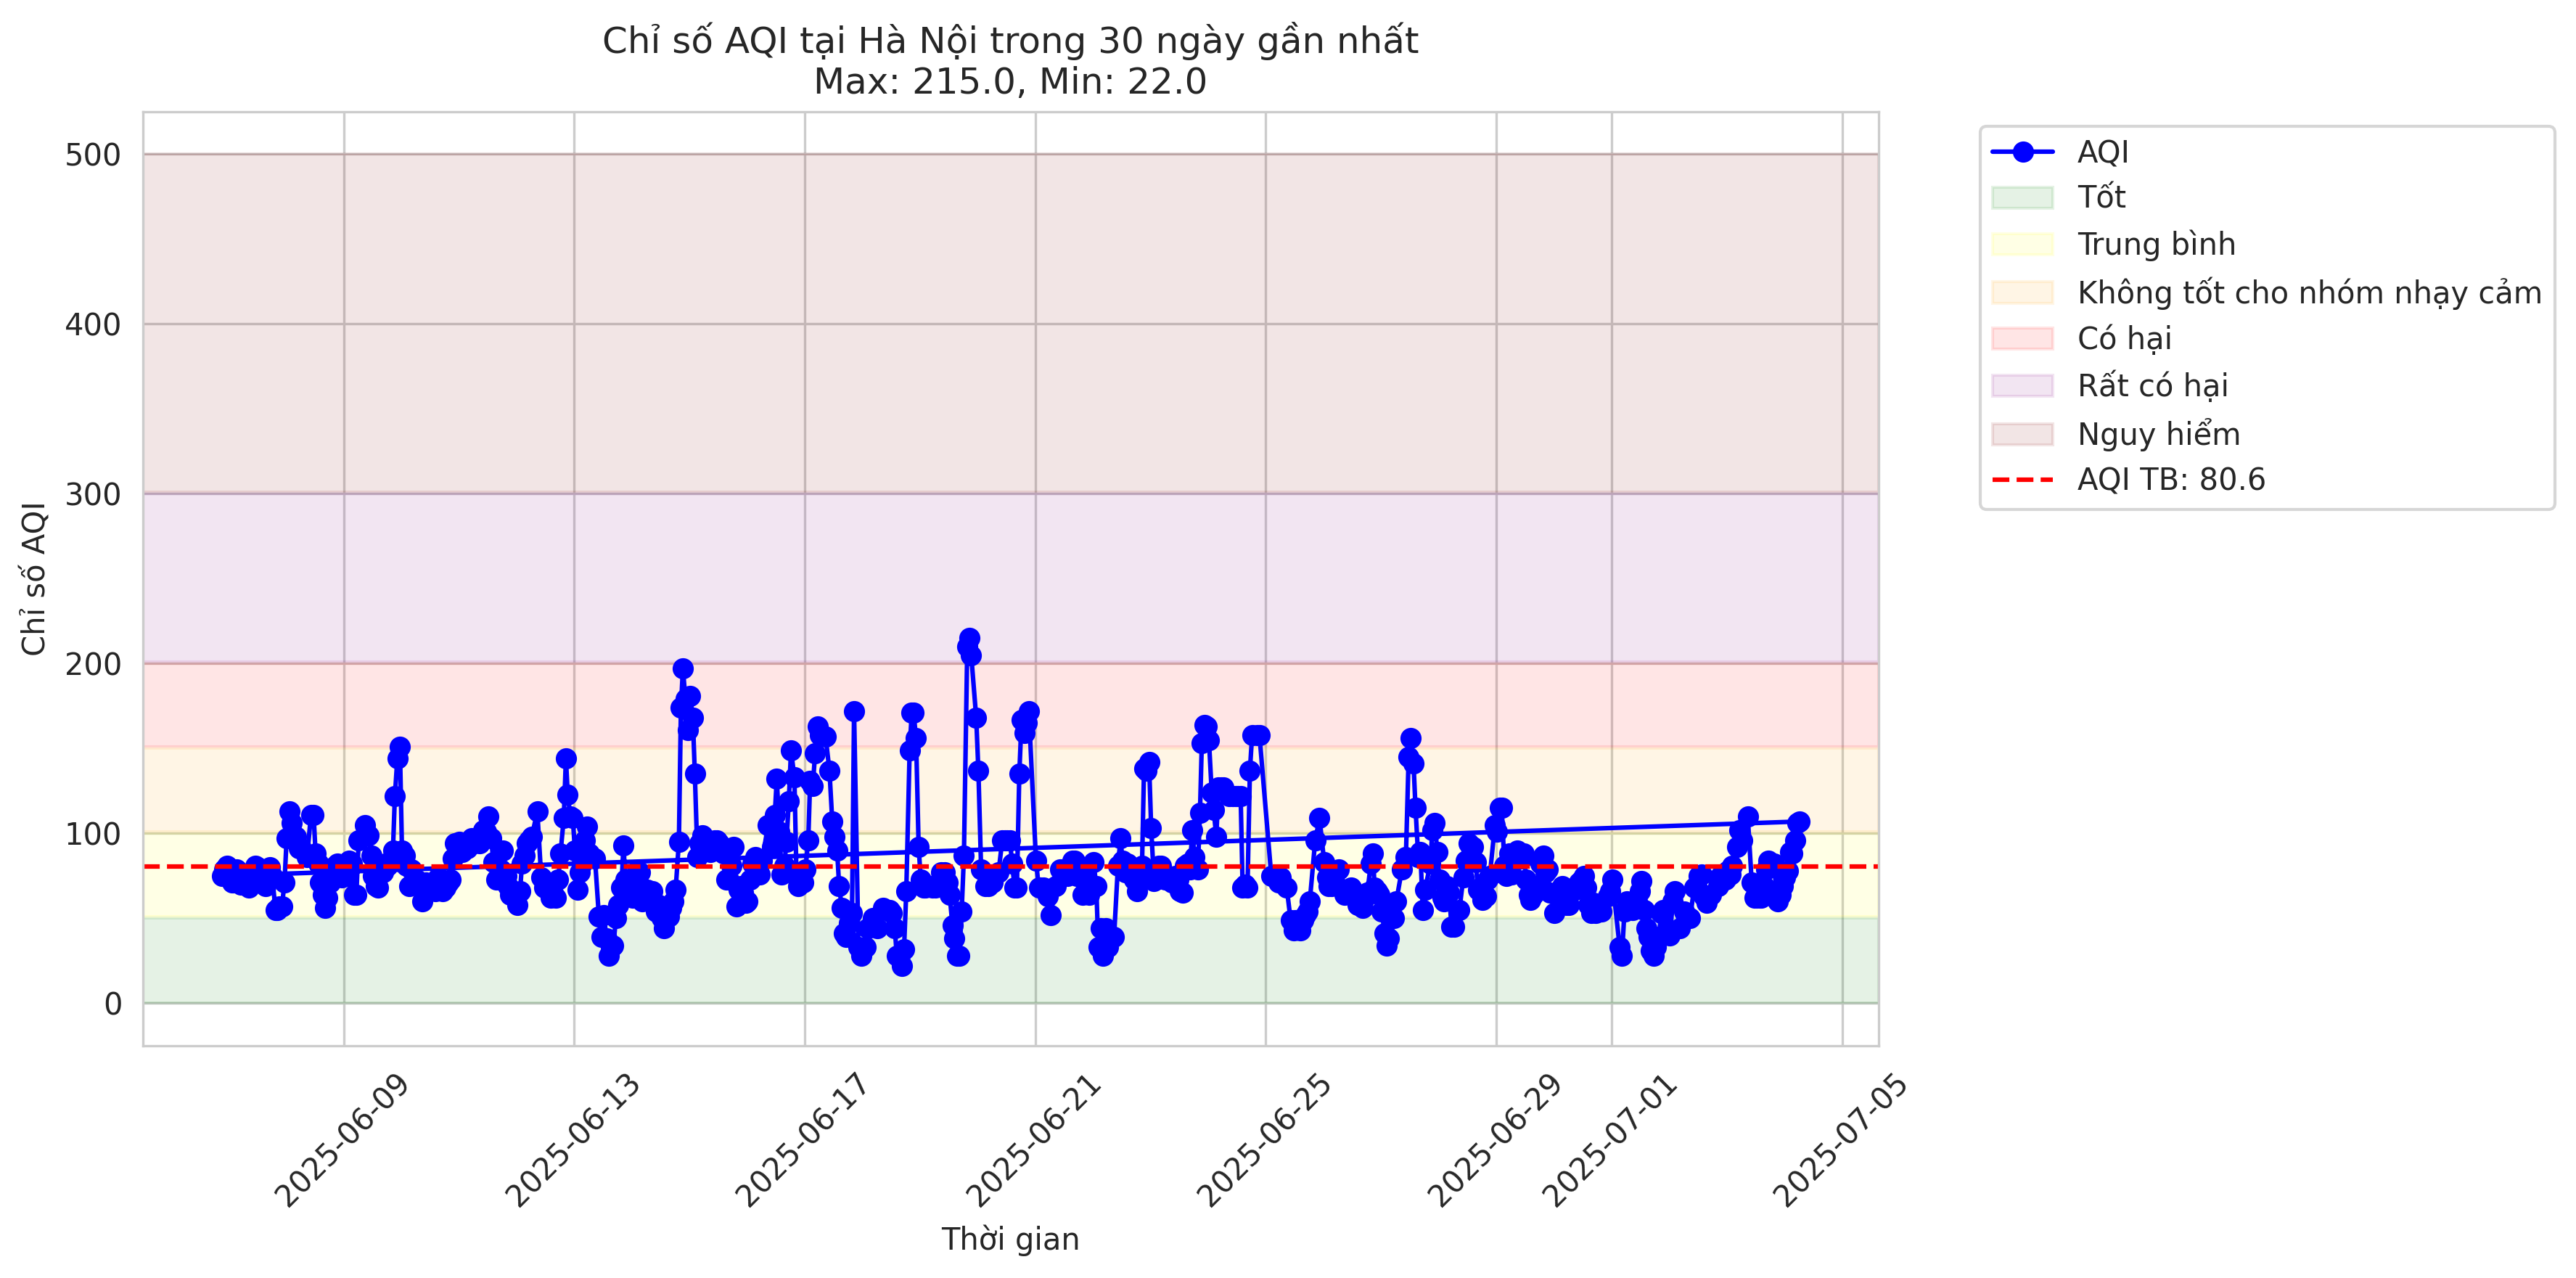 Chỉ số AQI tại Hà Nội trong 30 ngày gần nhất
Max: 215.0, Min: 22.0
Chỉ số AQI
500
400
300
200
100
0
2025-06-09
2025-06-13
2025-06-17
2025-06-21
2025-06-25
2025-06-29
2025-07-01
2025-07-05
Thời gian
AQI
Tốt
Trung bình
Không tốt cho nhóm nhạy cảm
Có hại
Rất có hại
Nguy hiểm
AQI TB: 80.6